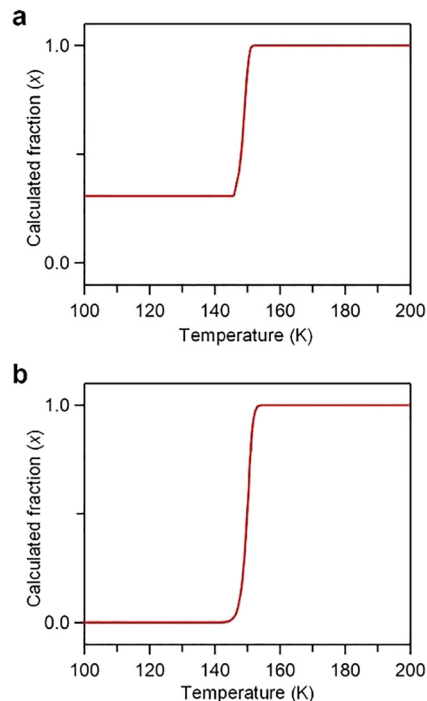 a
1.0
Calculated fraction (x)
0.0
100 120 140 160 180 200
Temperature (K)
b
1.0
Calculated fraction (x)
0.0
100 120 140 160 180 200
Temperature (K)